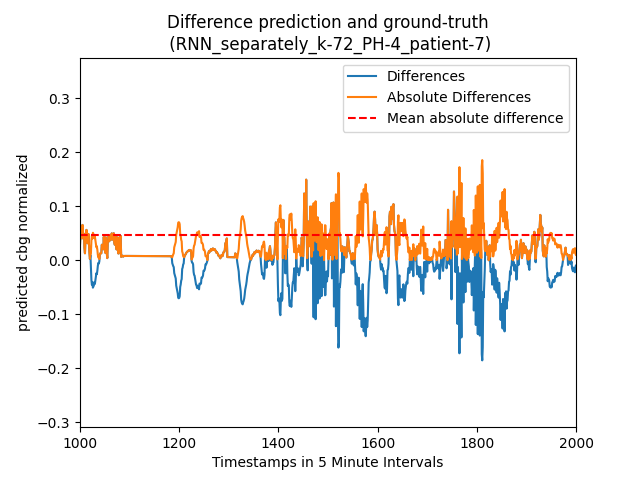 Difference prediction and ground-truth
(RNN_separately_k-72_PH-4_patient-7)
Differences
Absolute Differences
Mean absolute difference
predicted cbg normalized
0.3
0.2
0.1
0.0
−0.1
−0.2
−0.3
1000 1200 1400 1600 1800 2000
Timestamps in 5 Minute Intervals